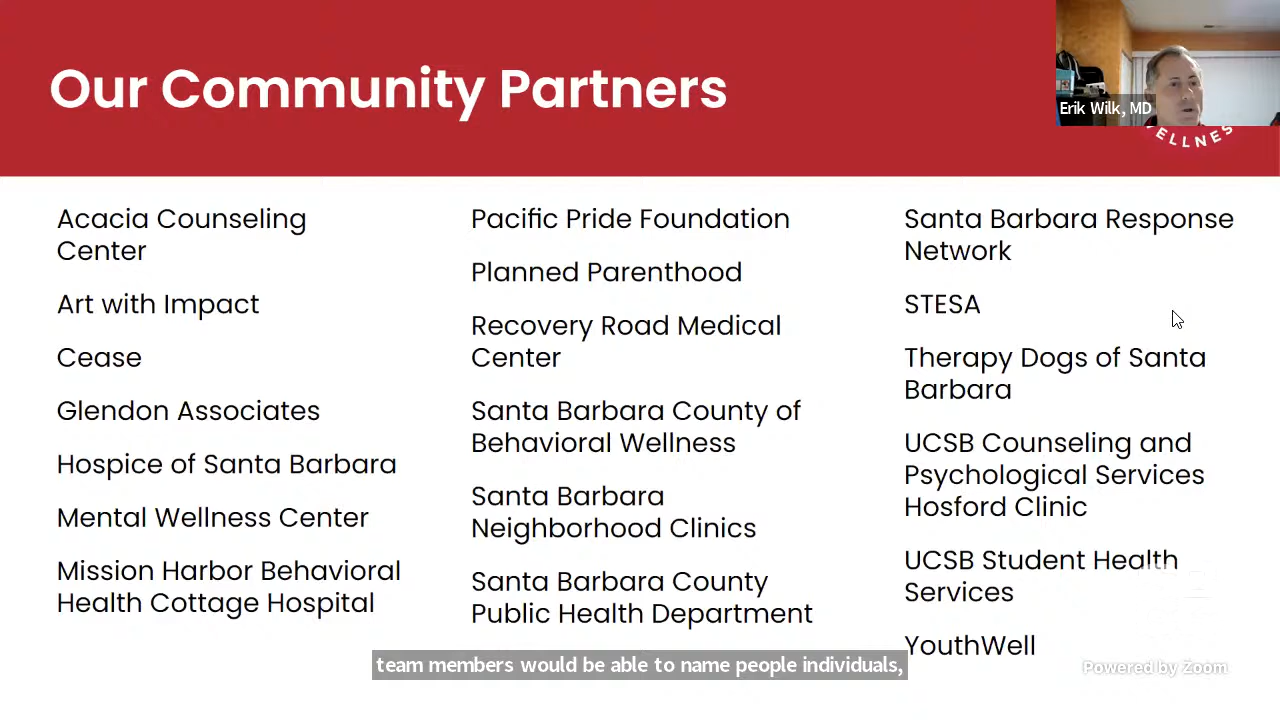 Our Community Partners
Erik Wilk, MD
ELLNES
Acacia Counseling
Center
Art with Impact
Cease
Glendon Associates
Hospice of Santa Barbara
Mental Wellness Center
Mission Harbor Behavioral
Health Cottage Hospital
Pacific Pride Foundation
Planned Parenthood
Recovery Road Medical
Center
Santa Barbara County of
Behavioral Wellness
Santa Barbara
Neighborhood Clinics
Santa Barbara County
Public Health Department
Santa Barbara Response
Network
STESA
Therapy Dogs of Santa
Barbara
UCSB Counseling and
Psychological Services
Hosford Clinic
UCSB Student Health
Services
YouthWell
team members would be able to name people individuals,
Powered by Zoom